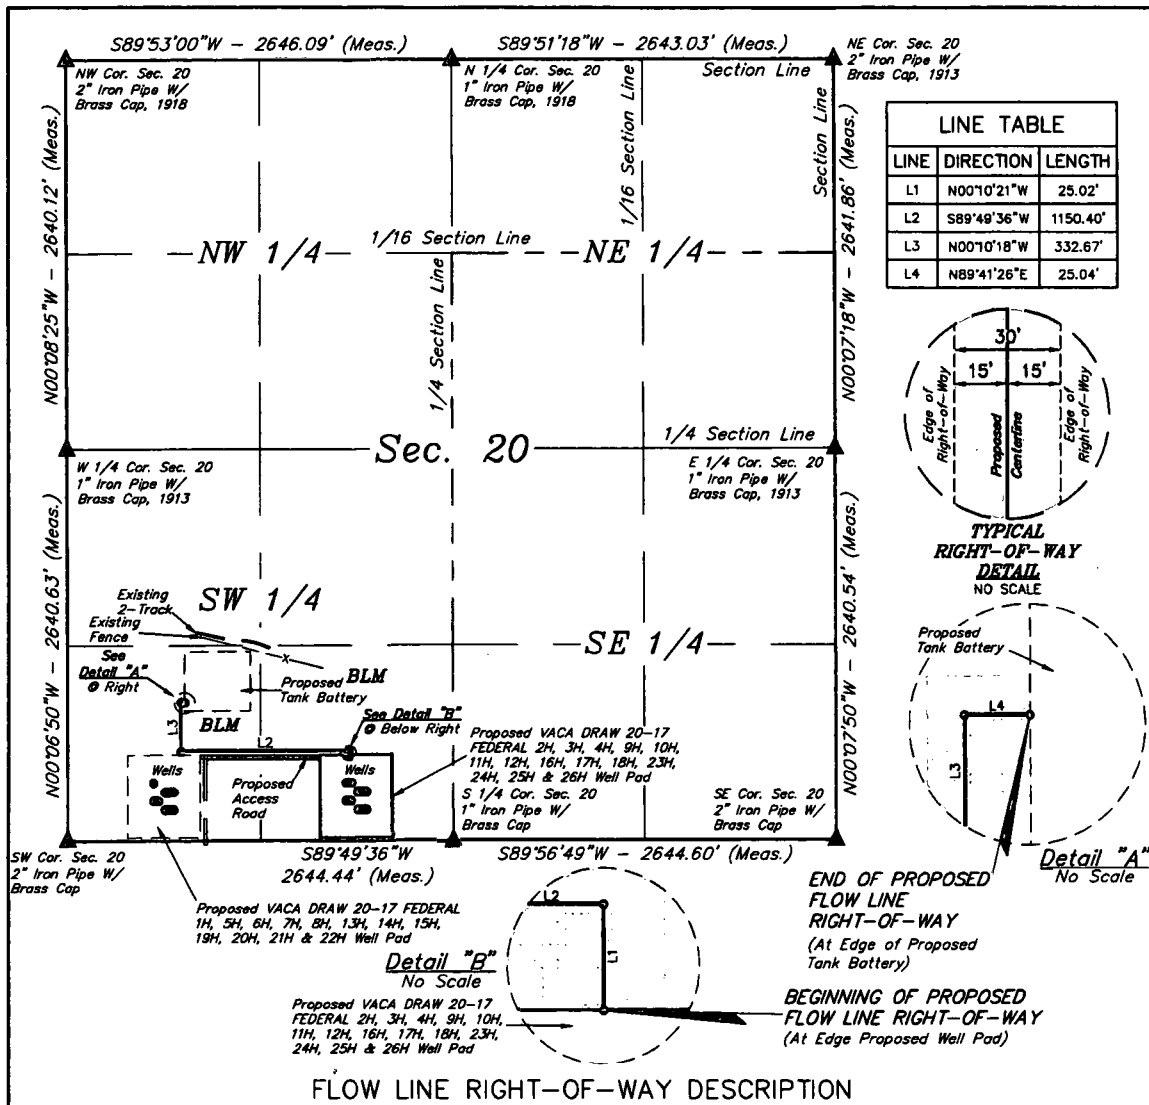 S89°53'00"W - 2646.09' (Meas.)
S89°51'18"W - 2643.03' (Meas.)
NE Cor. Sec. 20
2" Iron Pipe W/
Brass Cap, 1913
NW Cor. Sec. 20
2" Iron Pipe W/
Brass Cap, 1918
N 1/4 Cor. Sec. 20
1" Iron Pipe W/
Brass Cap, 1918
Section Line
Section Line
1/16 Section Line
N00°08'25"W - 2640.12' (Meas.)
N00°07'18"W - 2641.86' (Meas.)
LINE TABLE
LINE DIRECTION LENGTH
L1 N00°10'21"W 25.02'
L2 S89°49'36"W 1150.40'
L3 N00°10'18"W 332.67'
L4 N89°41'26"E 25.04'
1/16 Section Line
NW 1/4
NE 1/4
1/4 Section Line
30'
15' 15'
Edge of
Right-of-Way
Proposed
Centerline
Edge of
Right-of-Way
TYPICAL
RIGHT-OF-WAY
DETAIL
NO SCALE
Sec. 20
1/4 Section Line
W 1/4 Cor. Sec. 20
1" Iron Pipe W/
Brass Cap, 1913
E 1/4 Cor. Sec. 20
1" Iron Pipe W/
Brass Cap, 1913
N00°06'50"W - 2640.63' (Meas.)
N00°07'50"W - 2640.54' (Meas.)
Existing
2-Track
Existing
Fence
SW 1/4
SE 1/4
See
Detail "A"
@ Right
x
Proposed
Tank Battery
BLM
BLM
L3
L2
See Detail "B"
@ Below Right
Wells
Proposed
Access
Road
Wells
Proposed VACA DRAW 20-17
FEDERAL 2H, 3H, 4H, 9H, 10H,
11H, 12H, 16H, 17H, 18H, 23H,
24H, 25H & 26H Well Pad
S 1/4 Cor. Sec. 20
1" Iron Pipe W/
Brass Cap
SE Cor. Sec. 20
2" Iron Pipe W/
Brass Cap
SW Cor. Sec. 20
2" Iron Pipe W/
Brass Cap
S89°49'36"W
2644.44' (Meas.)
S89°56'49"W - 2644.60' (Meas.)
Proposed
Tank Battery
L4
L3
Detail "A"
No Scale
END OF PROPOSED
FLOW LINE
RIGHT-OF-WAY
(At Edge of Proposed
Tank Battery)
Proposed VACA DRAW 20-17 FEDERAL
1H, 5H, 6H, 7H, 8H, 13H, 14H, 15H,
19H, 20H, 21H & 22H Well Pad
L2
L1
Detail "B"
No Scale
Proposed VACA DRAW 20-17
FEDERAL 2H, 3H, 4H, 9H, 10H,
11H, 12H, 16H, 17H, 18H, 23H,
24H, 25H & 26H Well Pad
BEGINNING OF PROPOSED
FLOW LINE RIGHT-OF-WAY
(At Edge Proposed Well Pad)
FLOW LINE RIGHT-OF-WAY DESCRIPTION